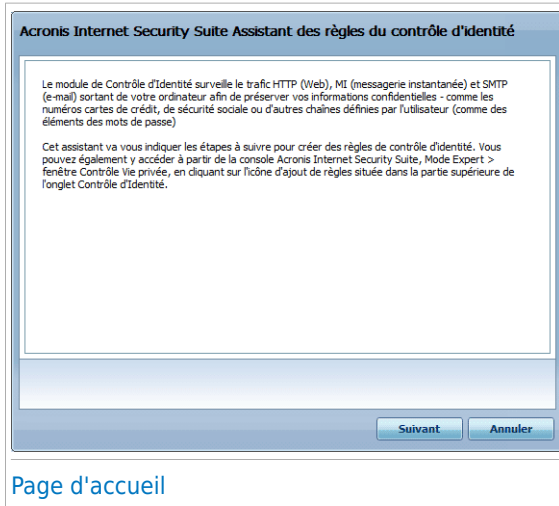 Acronis Internet Security Suite Assistant des règles du contrôle d'identité
Le module de Contrôle d'Identité surveille le trafic HTTP (Web), MI (messagerie instantanée) et SMTP
(e-mail) sortant de votre ordinateur afin de préserver vos informations confidentielles - comme les
numéros cartes de crédit, de sécurité sociale ou d'autres chaînes définies par l'utilisateur (comme des
éléments des mots de passe)
Cet assistant va vous indiquer les étapes à suivre pour créer des règles de contrôle d'identité. Vous
pouvez également y accéder à partir de la console Acronis Internet Security Suite, Mode Expert >
fenêtre Contrôle Vie privée, en cliquant sur l'icône d'ajout de règles située dans la partie supérieure de
l'onglet Contrôle d'Identité.
Suivant
Annuler
Page d'accueil